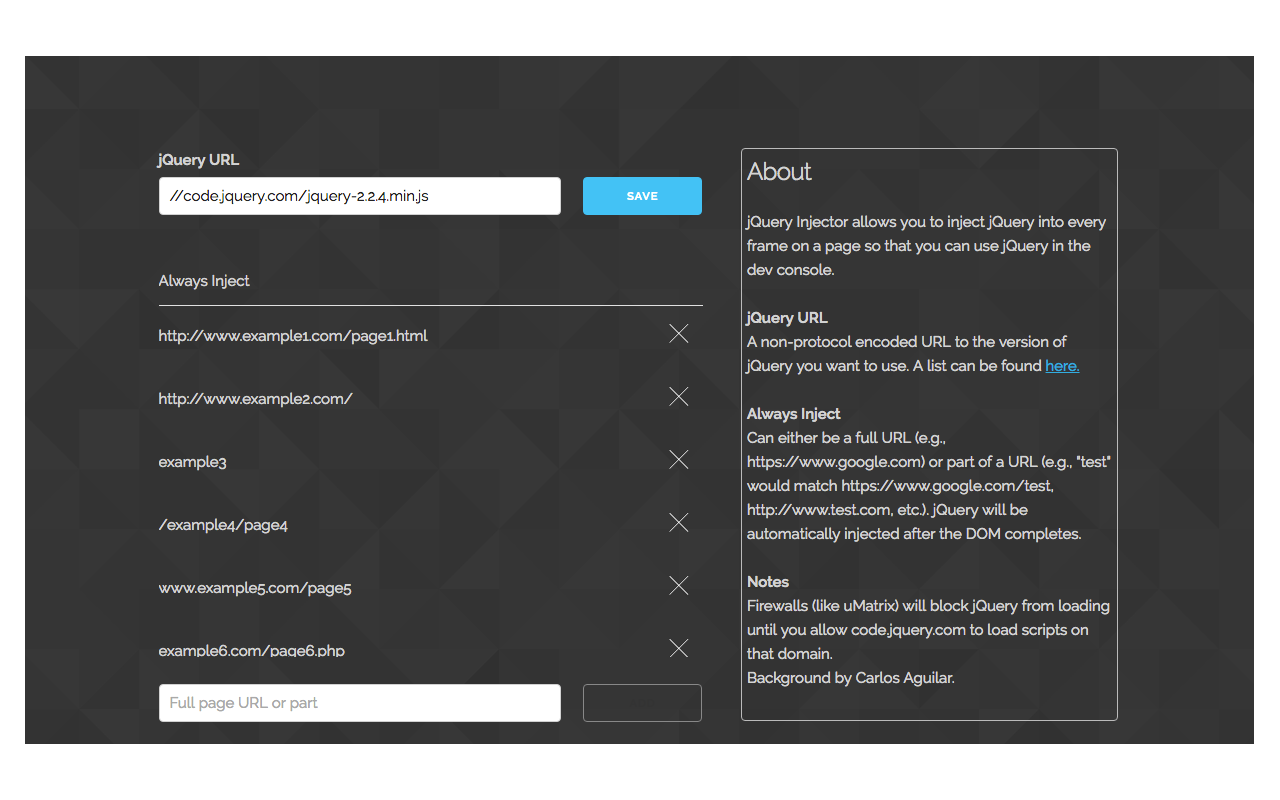 jQuery URL
//code.jquery.com/jquery-2.2.4.min.js
SAVE
Always Inject
http://www.example1.com/page1.html
http://www.example2.com/
example3
/example4/page4
www.example5.com/page5
example6.com/page6.php
Full page URL or part
About
jQuery Injector allows you to inject jQuery into every
frame on a page so that you can use jQuery in the
dev console.
jQuery URL
A non-protocol encoded URL to the version of
jQuery you want to use. A list can be found here.
Always Inject
Can either be a full URL (e.g.,
https://www.google.com) or part of a URL (e.g., "test"
would match https://www.google.com/test,
http://www.test.com, etc.). jQuery will be
automatically injected after the DOM completes.
Notes
Firewalls (like uMatrix) will block jQuery from loading
until you allow code.jquery.com to load scripts on
that domain.
Background by Carlos Aguilar.